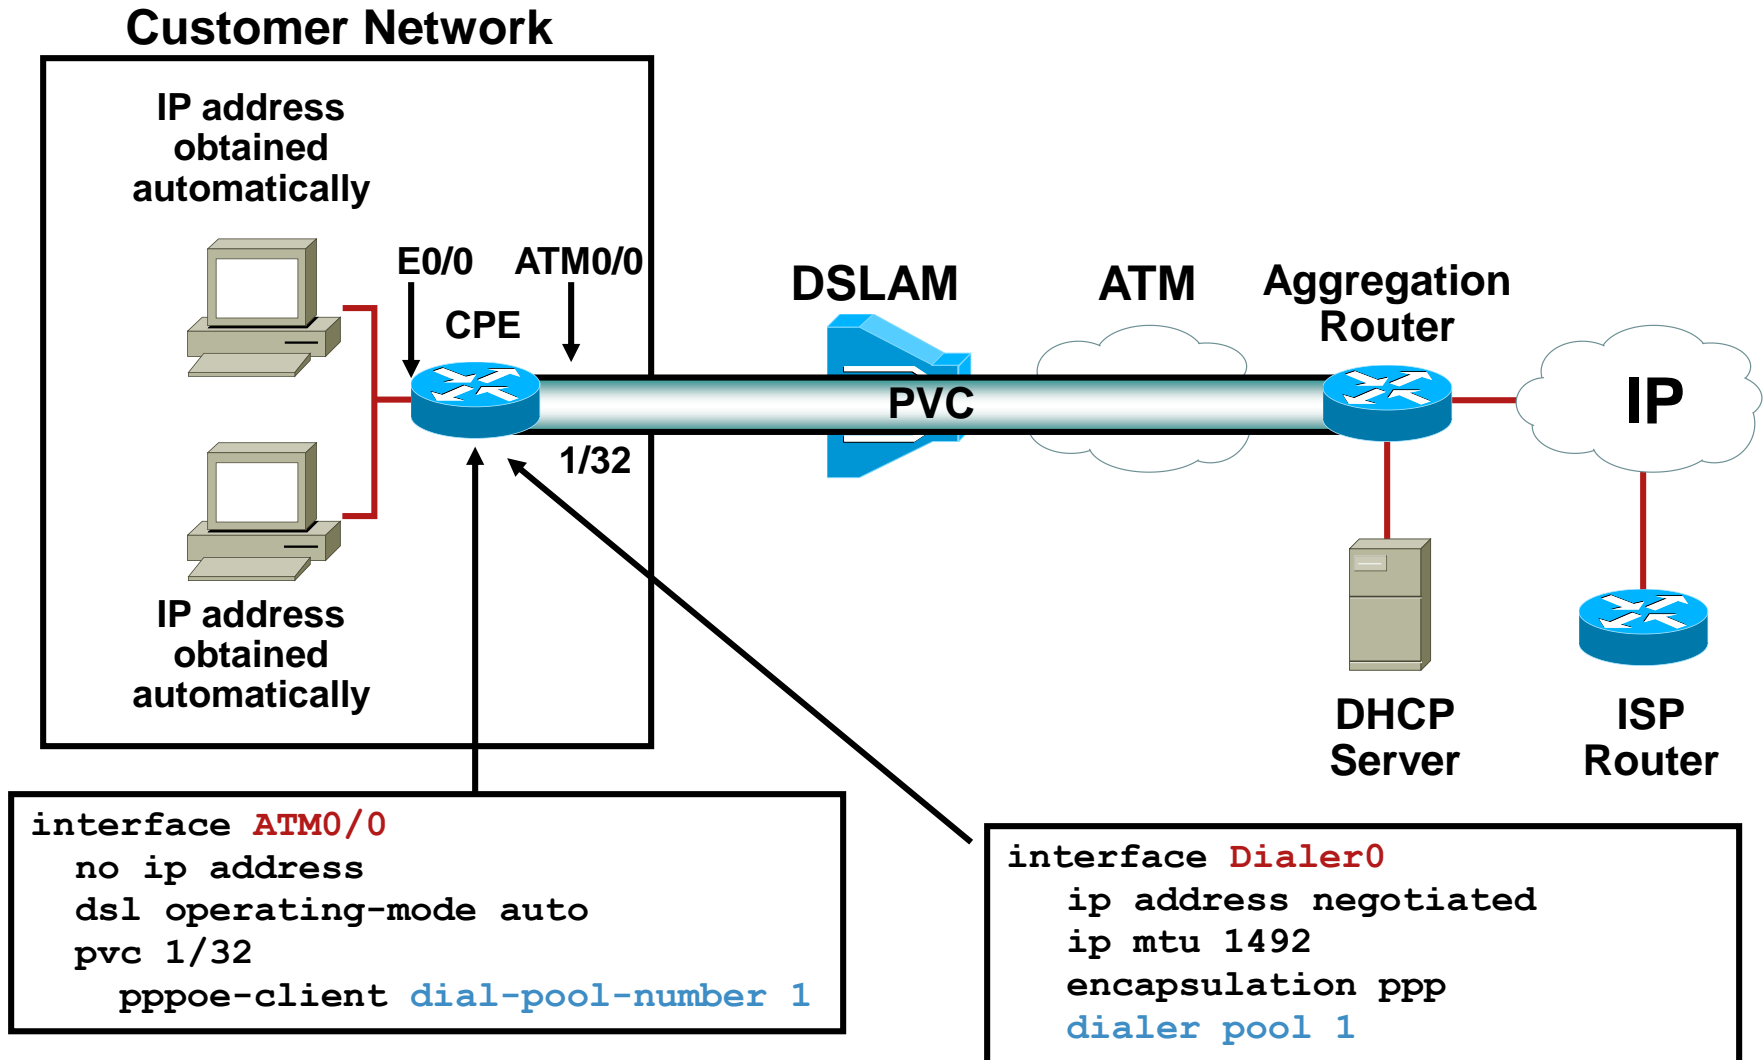 Customer Network
IP address
obtained
automatically
E0/0
ATM0/0
CPE
DSLAM
ATM
Aggregation
Router
PVC
IP
1/32
IP address
obtained
automatically
DHCP
Server
ISP
Router
interface ATM0/0
no ip address
dsl operating-mode auto
pvc 1/32
pppoe-client dial-pool-number 1
interface Dialer0
ip address negotiated
ip mtu 1492
encapsulation ppp
dialer pool 1